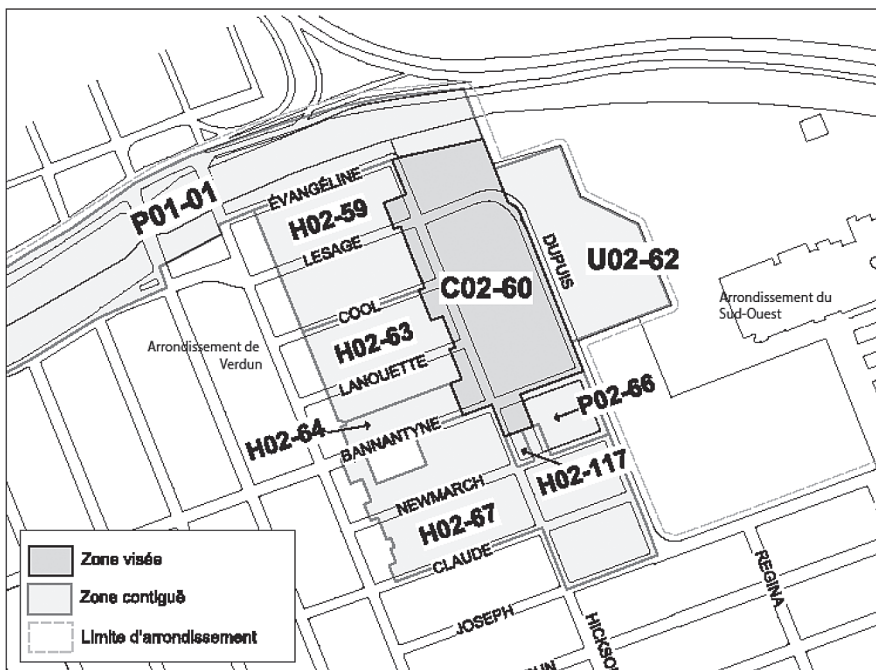 P01-01
ÉVANGÉLINE
H02-59
LESAGE
DUPUIS
U02-62
C02-60
COOL
H02-63
LANOUETTE
Arrondissement du
Sud-Ouest
Arrondissement de
Verdun
P02-66
H02-64
BANNANTYNE
H02-117
NEWMARCH
H02-67
CLAUDE
JOSEPH
REGINA
Zone visée
Zone contiguë
Limite d'arrondissement